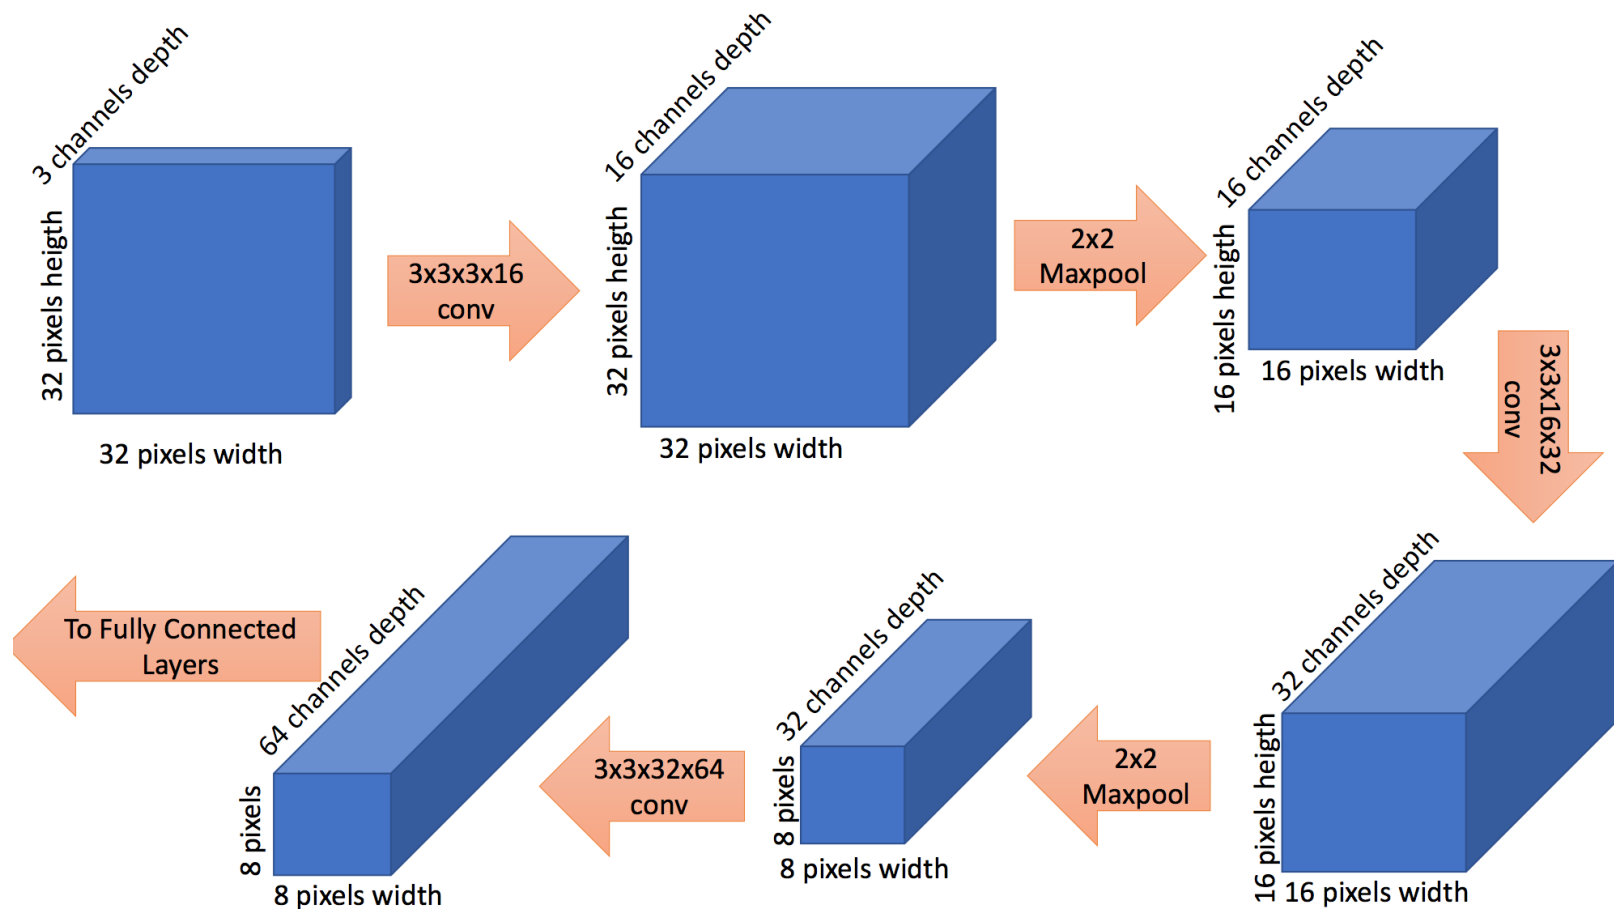 3 channels depth
32 pixels heigth
32 pixels width
3x3x3x16
conv
16 channels depth
32 pixels heigth
32 pixels width
2x2
Maxpool
16 channels depth
16 pixels heigth
16 pixels width
3x3x16x32
conv
32 channels depth
16 pixels heigth
16 pixels width
2x2
Maxpool
32 channels depth
8 pixels
8 pixels width
3x3x32x64
conv
64 channels depth
8 pixels
8 pixels width
To Fully Connected
Layers